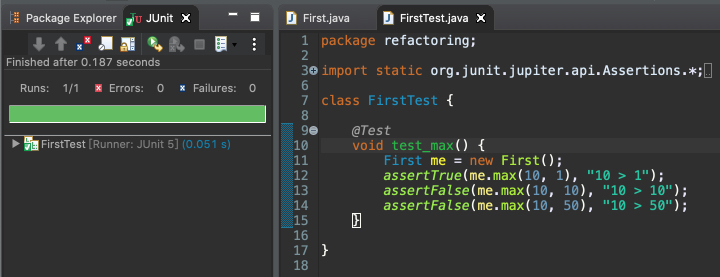 Package Explorer JUnit
Finished after 0.187 seconds
Runs: 1/1 Errors: 0 Failures: 0
FirstTest [Runner: JUnit 5] (0.051 s)
First.java FirstTest.java
1 package refactoring;
2
3 import static org.junit.jupiter.api.Assertions.*;
6
7 class FirstTest {
8
9 @Test
10 void test_max() {
11 First me = new First();
12 assertTrue(me.max(10, 1), "10 > 1");
13 assertFalse(me.max(10, 10), "10 > 10");
14 assertFalse(me.max(10, 50), "10 > 50");
15 }
16
17 }
18